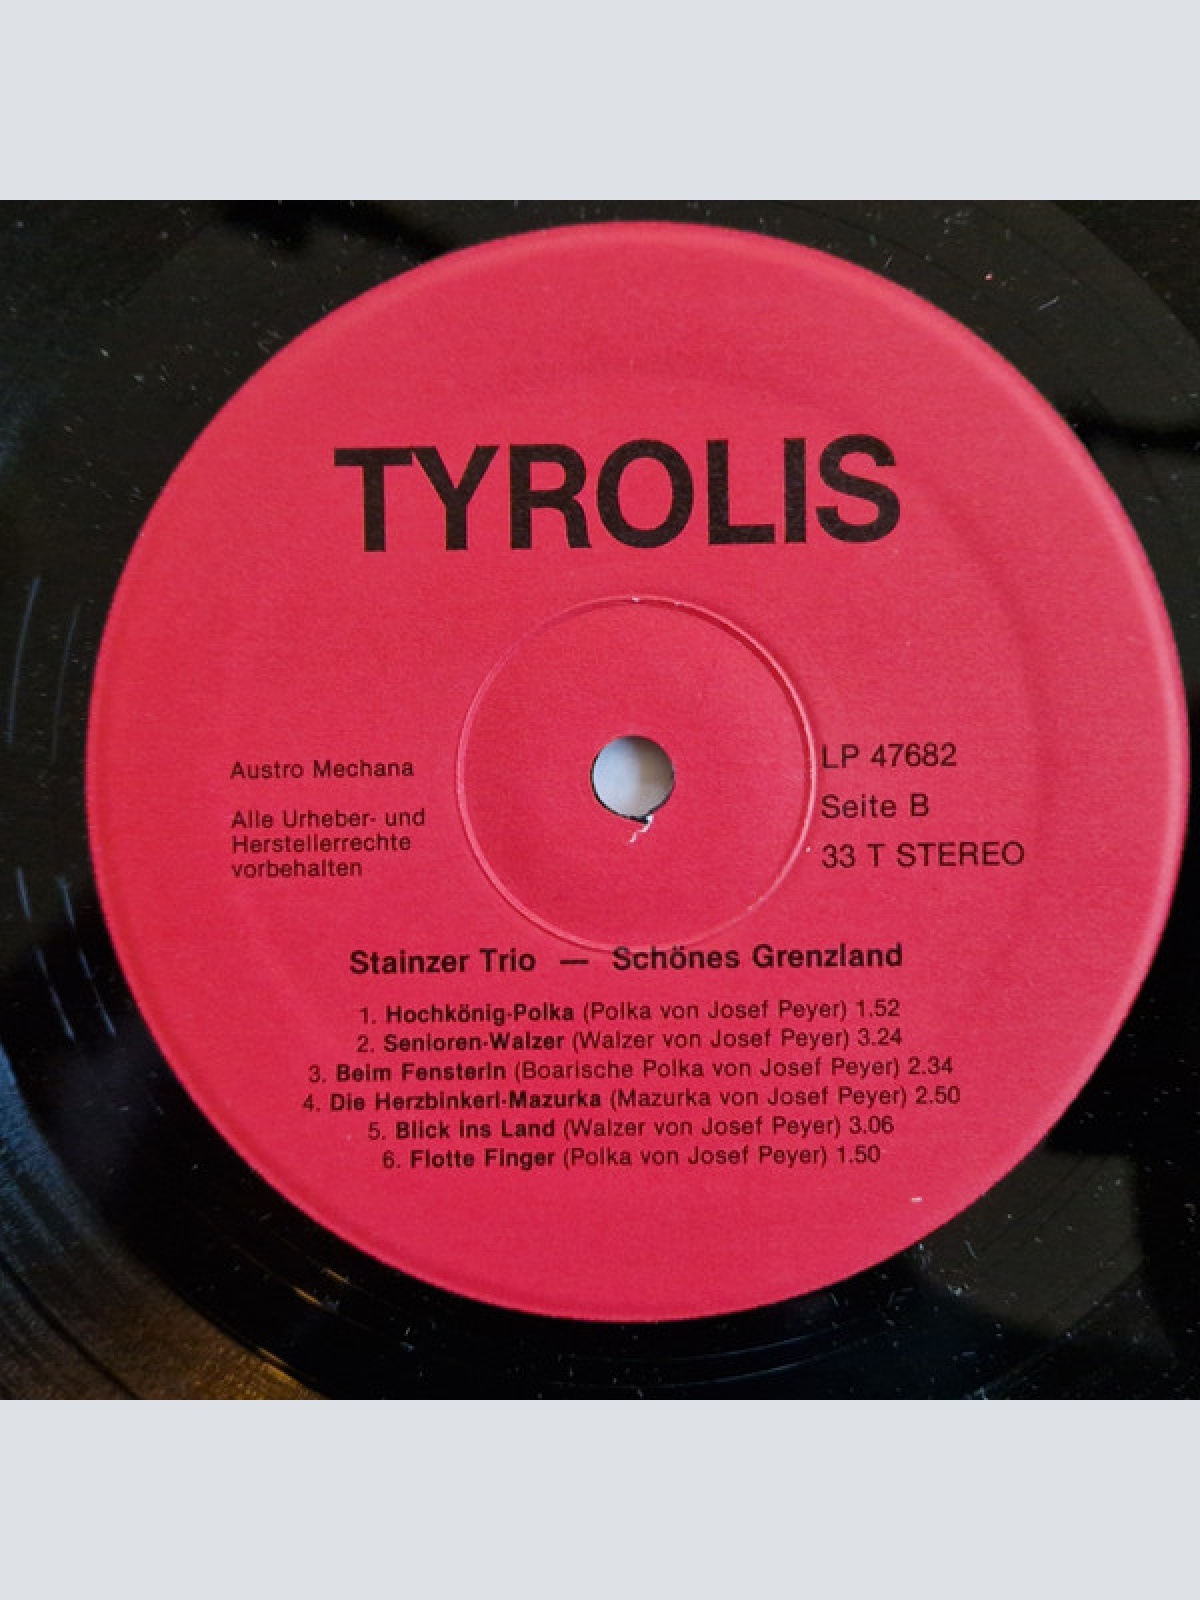 TYROLIS
Austro Mechana
Alle Urheber- und
Herstellerrechte
vorbehalten
LP 47682
Seite B
33 T STEREO
Stainzer Trio — Schönes Grenzland
1. Hochkönig-Polka (Polka von Josef Peyer) 1.52
2. Senioren-Walzer (Walzer von Josef Peyer) 3.24
3. Beim Fensterln (Boarische Polka von Josef Peyer) 2.34
4. Die Herzbinkerl-Mazurka (Mazurka von Josef Peyer) 2.50
5. Blick ins Land (Walzer von Josef Peyer) 3.06
6. Flotte Finger (Polka von Josef Peyer) 1.50